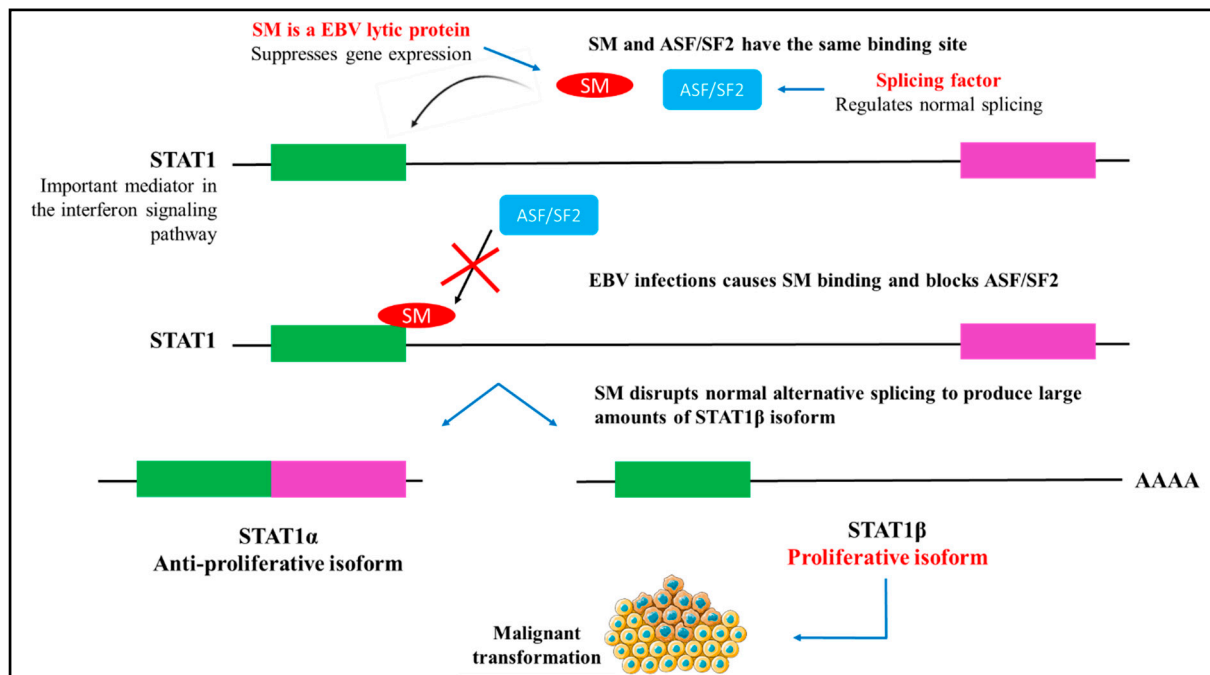 SM is a EBV lytic protein
Suppresses gene expression
SM and ASF/SF2 have the same binding site
SM
ASF/SF2
Splicing factor
Regulates normal splicing
STAT1
Important mediator in
the interferon signaling
pathway
ASF/SF2
EBV infections causes SM binding and blocks ASF/SF2
SM
STAT1
SM disrupts normal alternative splicing to produce large
amounts of STAT1β isoform
AAAA
STAT1α
Anti-proliferative isoform
STAT1β
Proliferative isoform
Malignant
transformation